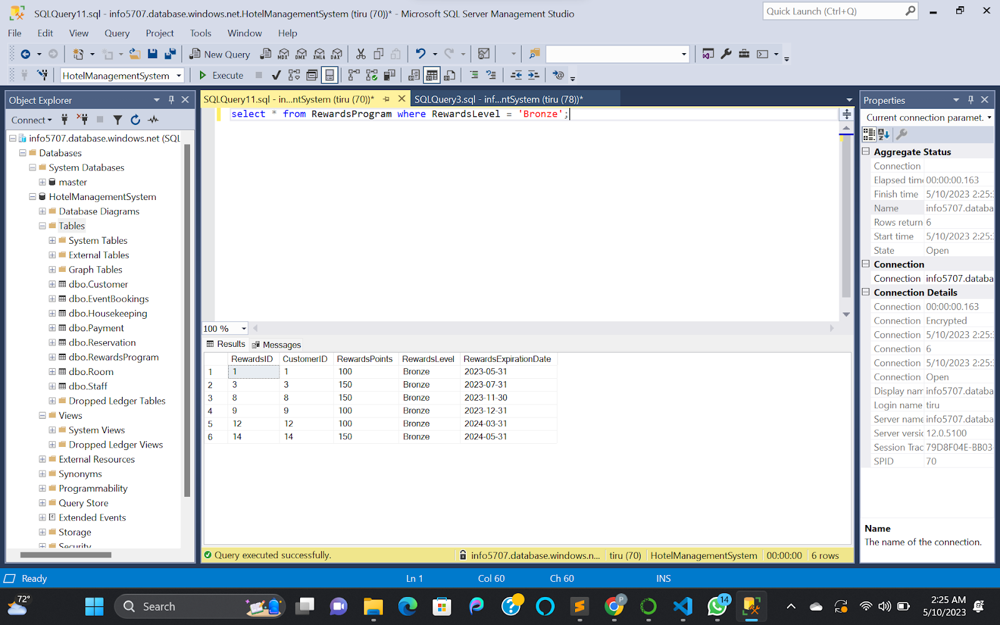 SQLQuery11.sql - info5707.database.windows.net.HotelManagementSystem (tiru (70))* - Microsoft SQL Server Management Studio
Quick Launch (Ctrl+Q)
File Edit View Query Project Tools Window Help
New Query MDX DMX XMLA DAX
HotelManagementSystem Execute
Object Explorer
Connect
info5707.database.windows.net (SQL
Databases
System Databases
master
HotelManagementSystem
Database Diagrams
Tables
System Tables
External Tables
Graph Tables
dbo.Customer
dbo.EventBookings
dbo.Housekeeping
dbo.Payment
dbo.Reservation
dbo.RewardsProgram
dbo.Room
dbo.Staff
Dropped Ledger Tables
Views
System Views
Dropped Ledger Views
External Resources
Synonyms
Programmability
Query Store
Extended Events
Storage
Security
SQLQuery11.sql - in...ntSystem (tiru (70))* SQLQuery3.sql - inf...ntSystem (tiru (78))*
select * from RewardsProgram where RewardsLevel = 'Bronze';
100 %
Results Messages
RewardsID CustomerID RewardsPoints RewardsLevel RewardsExpirationDate
1 1 1 100 Bronze 2023-05-31
2 3 3 150 Bronze 2023-07-31
3 8 8 150 Bronze 2023-11-30
4 9 9 100 Bronze 2023-12-31
5 12 12 100 Bronze 2024-03-31
6 14 14 150 Bronze 2024-05-31
Query executed successfully. info5707.database.windows.n... tiru (70) HotelManagementSystem 00:00:00 6 rows
Properties
Current connection paramet.
Aggregate Status
Connection
Elapsed tim 00:00:00.163
Finish time 5/10/2023 2:25:
Name info5707.databa
Rows return 6
Start time 5/10/2023 2:25:
State Open
Connection
Connection info5707.databa
Connection Details
Connection 00:00:00.163
Connection Encrypted
Connection 5/10/2023 2:25:
Connection 6
Connection 5/10/2023 2:25:
Connection Open
Display nam info5707.databa
Login name tiru
Server name info5707.databa
Server versi 12.0.5100
Session Trac 79D8F04E-BB03-
SPID 70
Name
The name of the connection.
Ready Ln 1 Col 60 Ch 60 INS
72°
Search
14
2:25 AM
5/10/2023